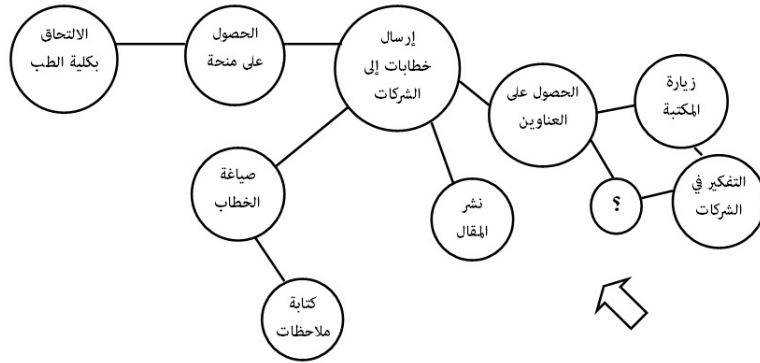 الالتحاق
بكلية الطب
الحصول
على منحة
إرسال
خطابات إلى
الشركات
الحصول على
العناوين
زيارة
المكتبة
التفكير في
الشركات
؟
صياغة
الخطاب
نشر
المقال
كتابة
ملاحظات